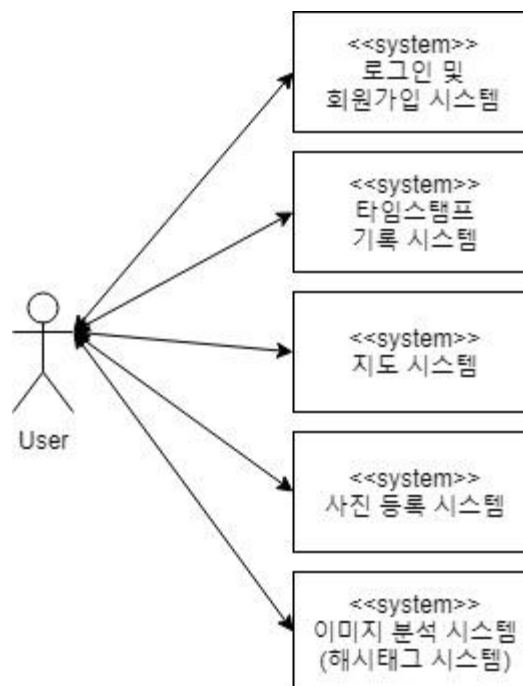 <<system>>
로그인 및
회원가입 시스템
<<system>>
타임스탬프
기록 시스템
<<system>>
지도 시스템
User
<<system>>
사진 등록 시스템
<<system>>
이미지 분석 시스템
(해시태그 시스템)